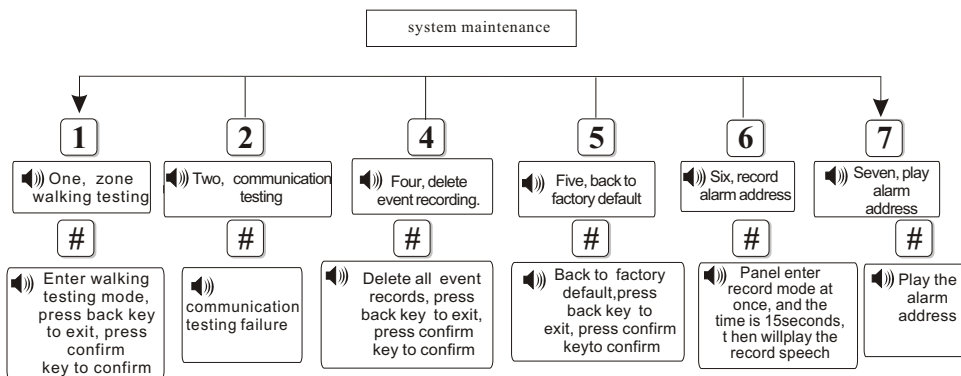 system maintenance
1
2
4
5
6
7
One, zone
walking testing
Two, communication
testing
Four, delete
event recording.
Five, back to
factory default
Six, record
alarm address
Seven, play
alarm
address
#
#
#
#
#
#
Enter walking
testing mode,
press back key
to exit, press
confirm
key to confirm
communication
testing failure
Delete all event
records, press
back key to exit,
press confirm
key to confirm
Back to factory
default,press
back key to
exit, press confirm
keyto confirm
Panel enter
record mode at
once, and the
time is 15seconds,
t hen willplay the
record speech
Play the
alarm
address